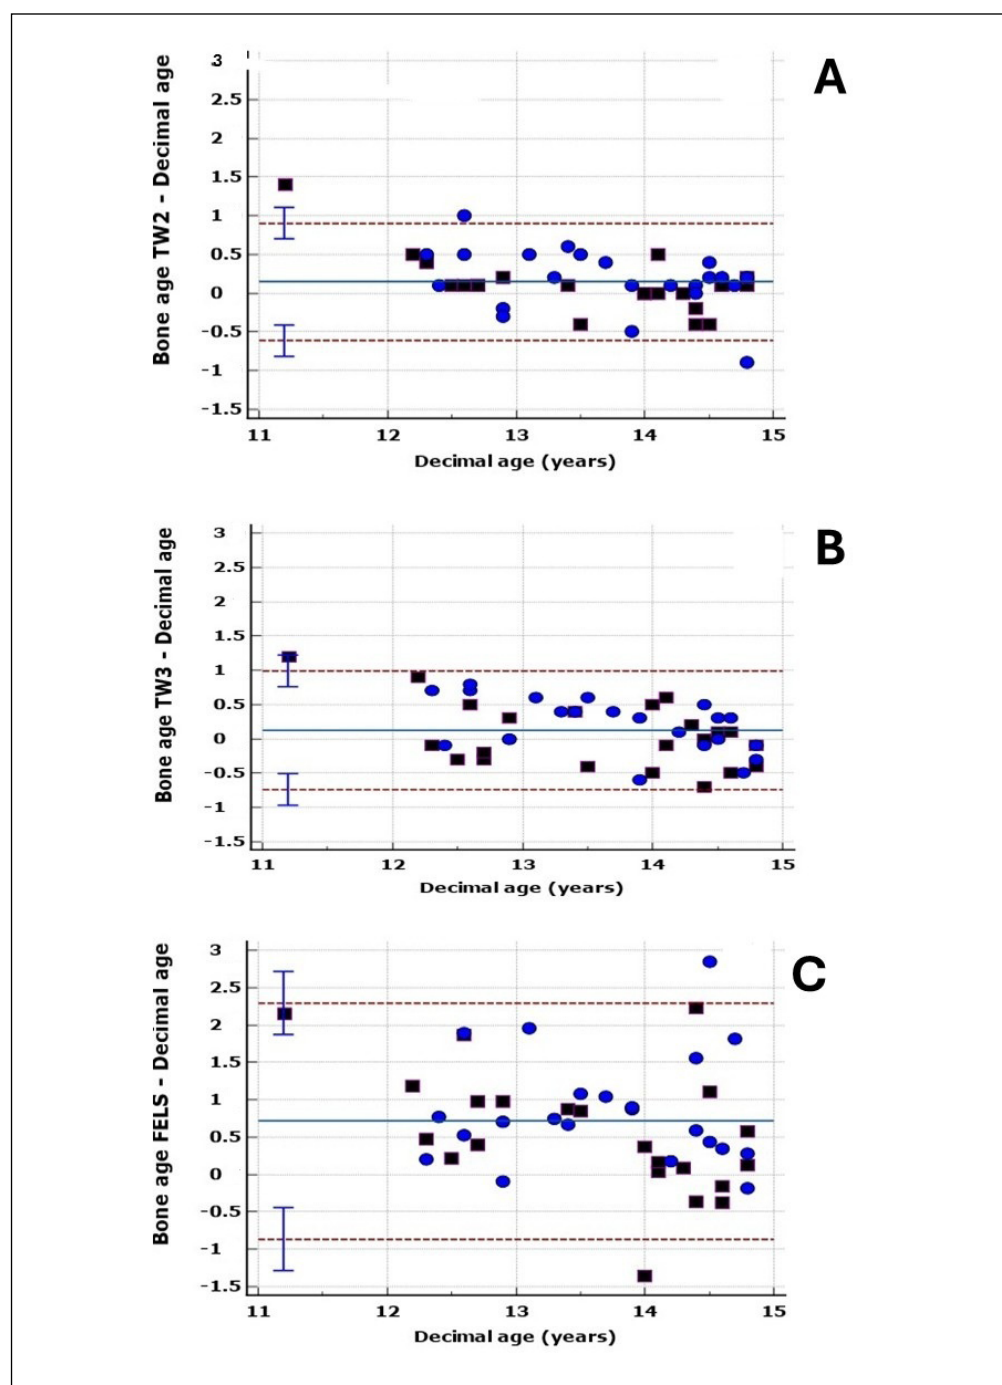 A
Bone age TW2 - Decimal age
3
2.5
2
1.5
1
0.5
0
-0.5
-1
-1.5
11 12 13 14 15
Decimal age (years)
B
Bone age TW3 - Decimal age
3
2.5
2
1.5
1
0.5
0
-0.5
-1
-1.5
11 12 13 14 15
Decimal age (years)
C
Bone age FELS - Decimal age
3
2.5
2
1.5
1
0.5
0
-0.5
-1
-1.5
11 12 13 14 15
Decimal age (years)